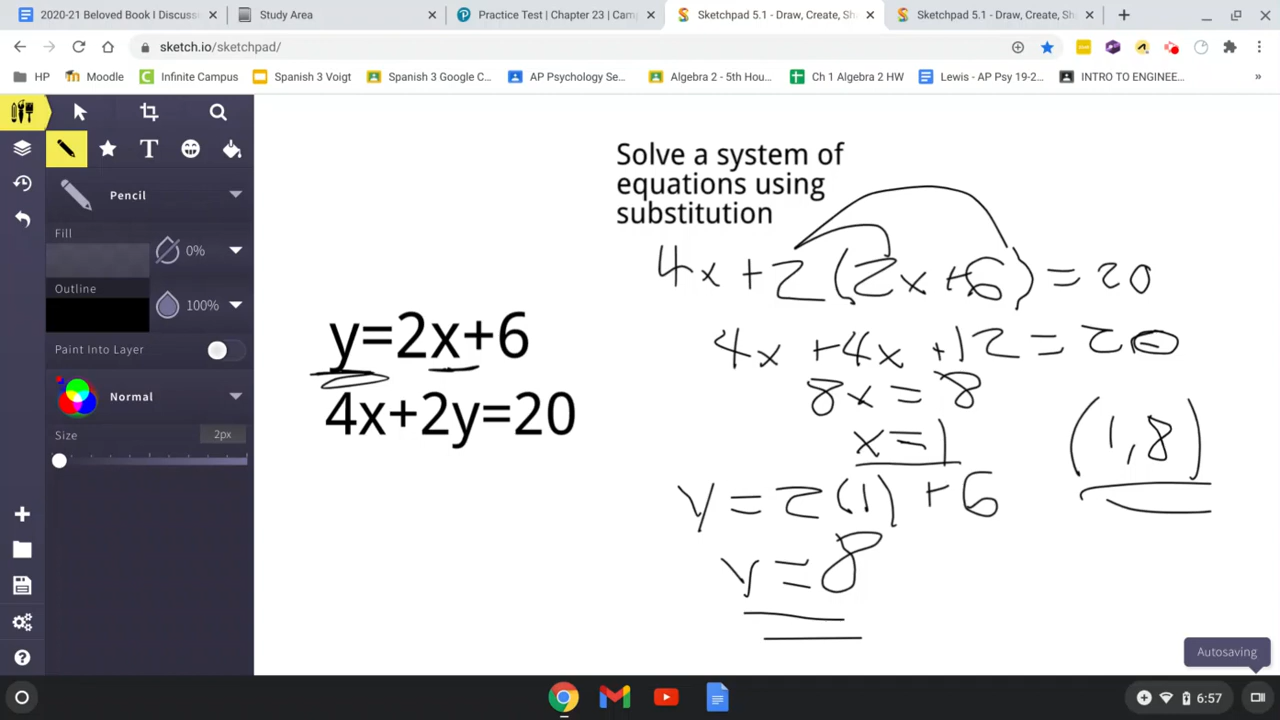 2020-21 Beloved Book I Discuss
Study Area
Practice Test | Chapter 23 | Cam
Sketchpad 5.1 - Draw, Create, Sh
Sketchpad 5.1 - Draw, Create, Sh
sketch.io/sketchpad/
HP
Moodle
Infinite Campus
Spanish 3 Voigt
Spanish 3 Google C...
AP Psychology Se...
Algebra 2 - 5th Hou...
Ch 1 Algebra 2 HW
Lewis - AP Psy 19-2...
INTRO TO ENGINEE...
»
Pencil
Fill
0%
Outline
100%
Paint Into Layer
Normal
Size
2px
Solve a system of
equations using
substitution
y=2x+6
4x+2y=20
4x+2(2x+6)=20
4x+4x+12=20
8x=8
x=1
y=2(1)+6
y=8
(1,8)
Autosaving
6:57